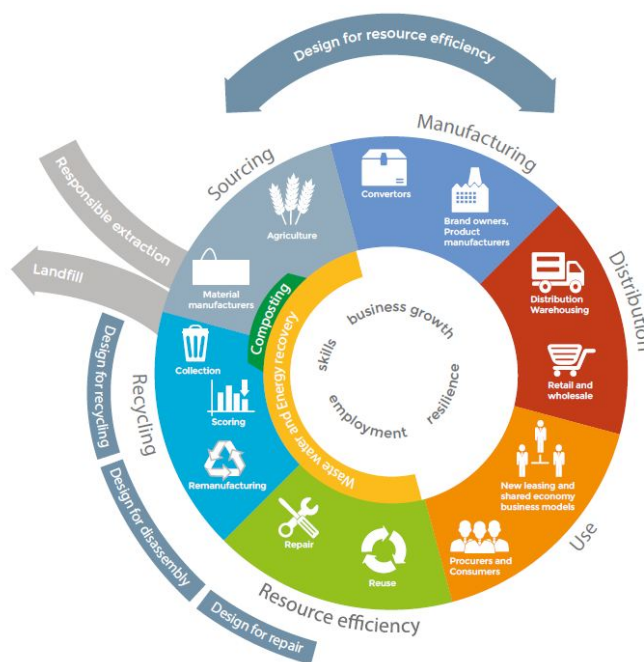 Design for resource efficiency
Sourcing
Manufacturing
Distribution
Use
Resource efficiency
Recycling
Responsible extraction
Landfill
Agriculture
Material
manufacturers
Convertors
Brand owners,
Product
manufacturers
Distribution
Warehousing
Retail and
wholesale
New leasing and
shared economy
business models
Procurers and
Consumers
Reuse
Repair
Remanufacturing
Scoring
Collection
Composting
Waste water and Energy recovery
business growth
skills
resilience
employment
Design for recycling
Design for disassembly
Design for repair